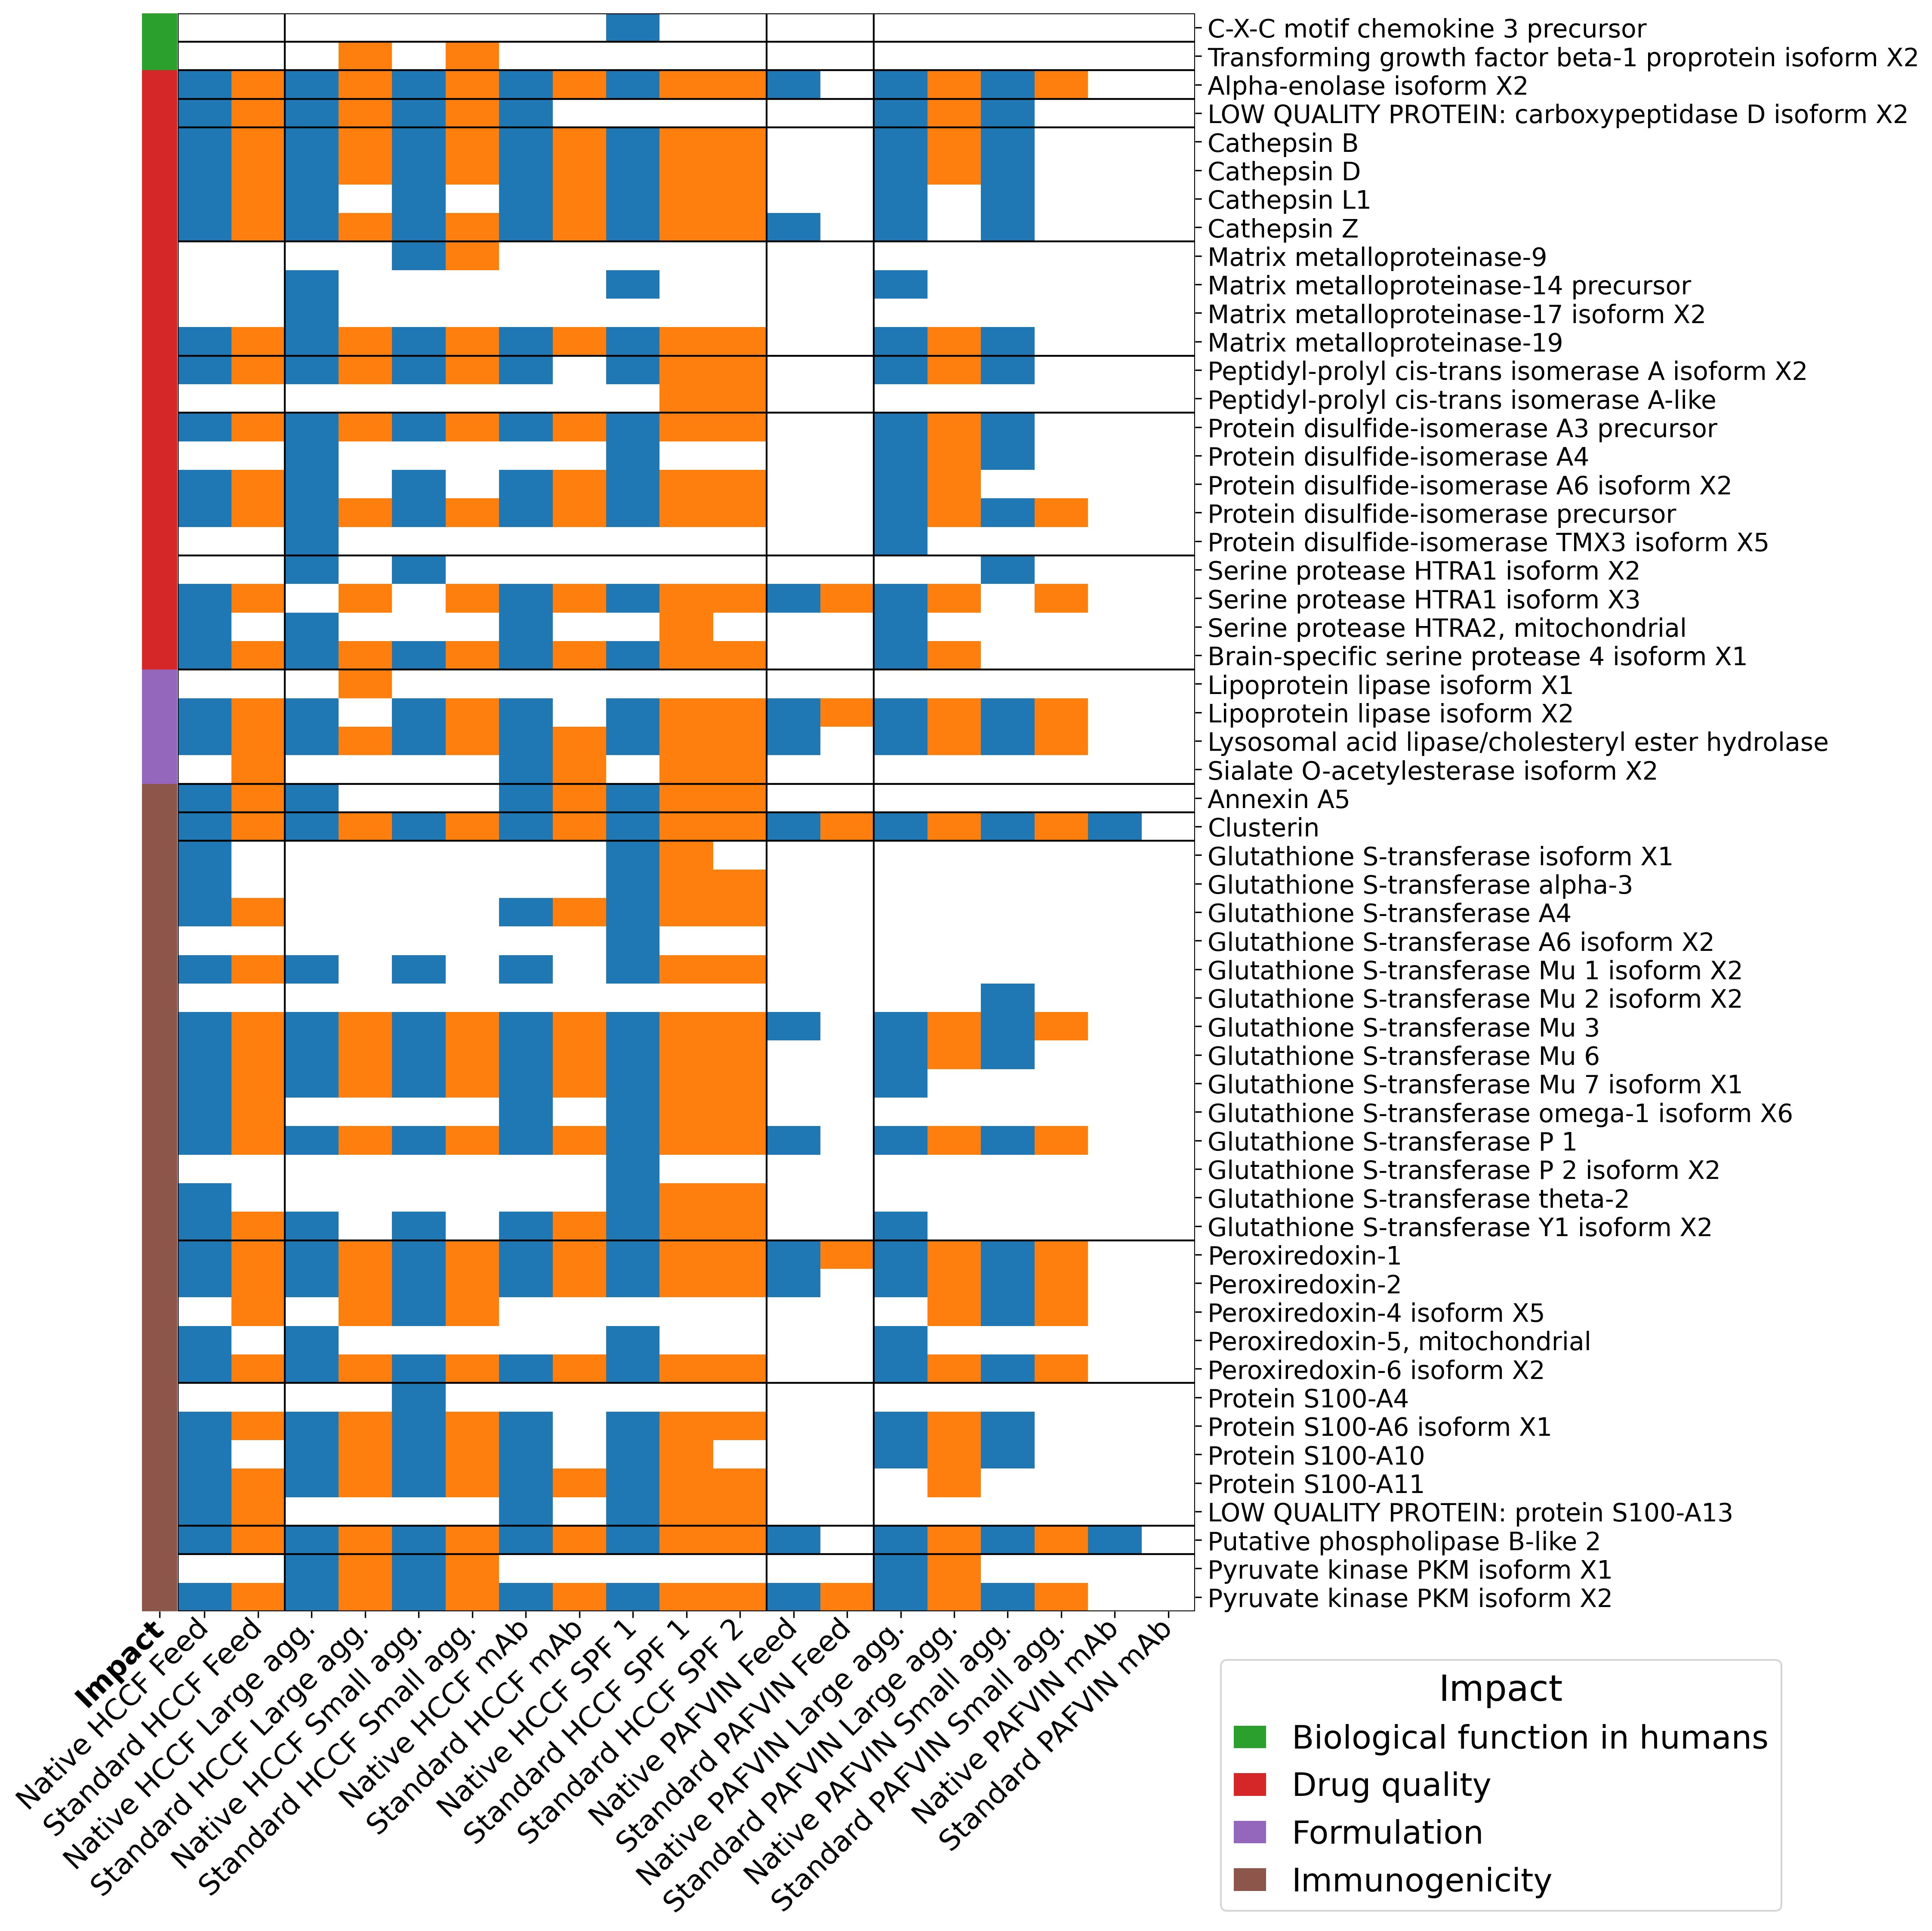 C-X-C motif chemokine 3 precursor
Transforming growth factor beta-1 proprotein isoform X2
Alpha-enolase isoform X2
LOW QUALITY PROTEIN: carboxypeptidase D isoform X2
Cathepsin B
Cathepsin D
Cathepsin L1
Cathepsin Z
Matrix metalloproteinase-9
Matrix metalloproteinase-14 precursor
Matrix metalloproteinase-17 isoform X2
Matrix metalloproteinase-19
Peptidyl-prolyl cis-trans isomerase A isoform X2
Peptidyl-prolyl cis-trans isomerase A-like
Protein disulfide-isomerase A3 precursor
Protein disulfide-isomerase A4
Protein disulfide-isomerase A6 isoform X2
Protein disulfide-isomerase precursor
Protein disulfide-isomerase TMX3 isoform X5
Serine protease HTRA1 isoform X2
Serine protease HTRA1 isoform X3
Serine protease HTRA2, mitochondrial
Brain-specific serine protease 4 isoform X1
Lipoprotein lipase isoform X1
Lipoprotein lipase isoform X2
Lysosomal acid lipase/cholesteryl ester hydrolase
Sialate O-acetylesterase isoform X2
Annexin A5
Clusterin
Glutathione S-transferase isoform X1
Glutathione S-transferase alpha-3
Glutathione S-transferase A4
Glutathione S-transferase A6 isoform X2
Glutathione S-transferase Mu 1 isoform X2
Glutathione S-transferase Mu 2 isoform X2
Glutathione S-transferase Mu 3
Glutathione S-transferase Mu 6
Glutathione S-transferase Mu 7 isoform X1
Glutathione S-transferase omega-1 isoform X6
Glutathione S-transferase P 1
Glutathione S-transferase P 2 isoform X2
Glutathione S-transferase theta-2
Glutathione S-transferase Y1 isoform X2
Peroxiredoxin-1
Peroxiredoxin-2
Peroxiredoxin-4 isoform X5
Peroxiredoxin-5, mitochondrial
Peroxiredoxin-6 isoform X2
Protein S100-A4
Protein S100-A6 isoform X1
Protein S100-A10
Protein S100-A11
LOW QUALITY PROTEIN: protein S100-A13
Putative phospholipase B-like 2
Pyruvate kinase PKM isoform X1
Pyruvate kinase PKM isoform X2
Impact
Native HCCF Feed
Standard HCCF Feed
Native HCCF Large agg.
Standard HCCF Large agg.
Native HCCF Small agg.
Standard HCCF Small agg.
Native HCCF mAb
Standard HCCF mAb
Native HCCF SPF 1
Standard HCCF SPF 1
Standard HCCF SPF 2
Native PAFVIN Feed
Standard PAFVIN Feed
Native PAFVIN Large agg.
Standard PAFVIN Large agg.
Native PAFVIN Small agg.
Standard PAFVIN Small agg.
Native PAFVIN mAb
Standard PAFVIN mAb
Impact
Biological function in humans
Drug quality
Formulation
Immunogenicity